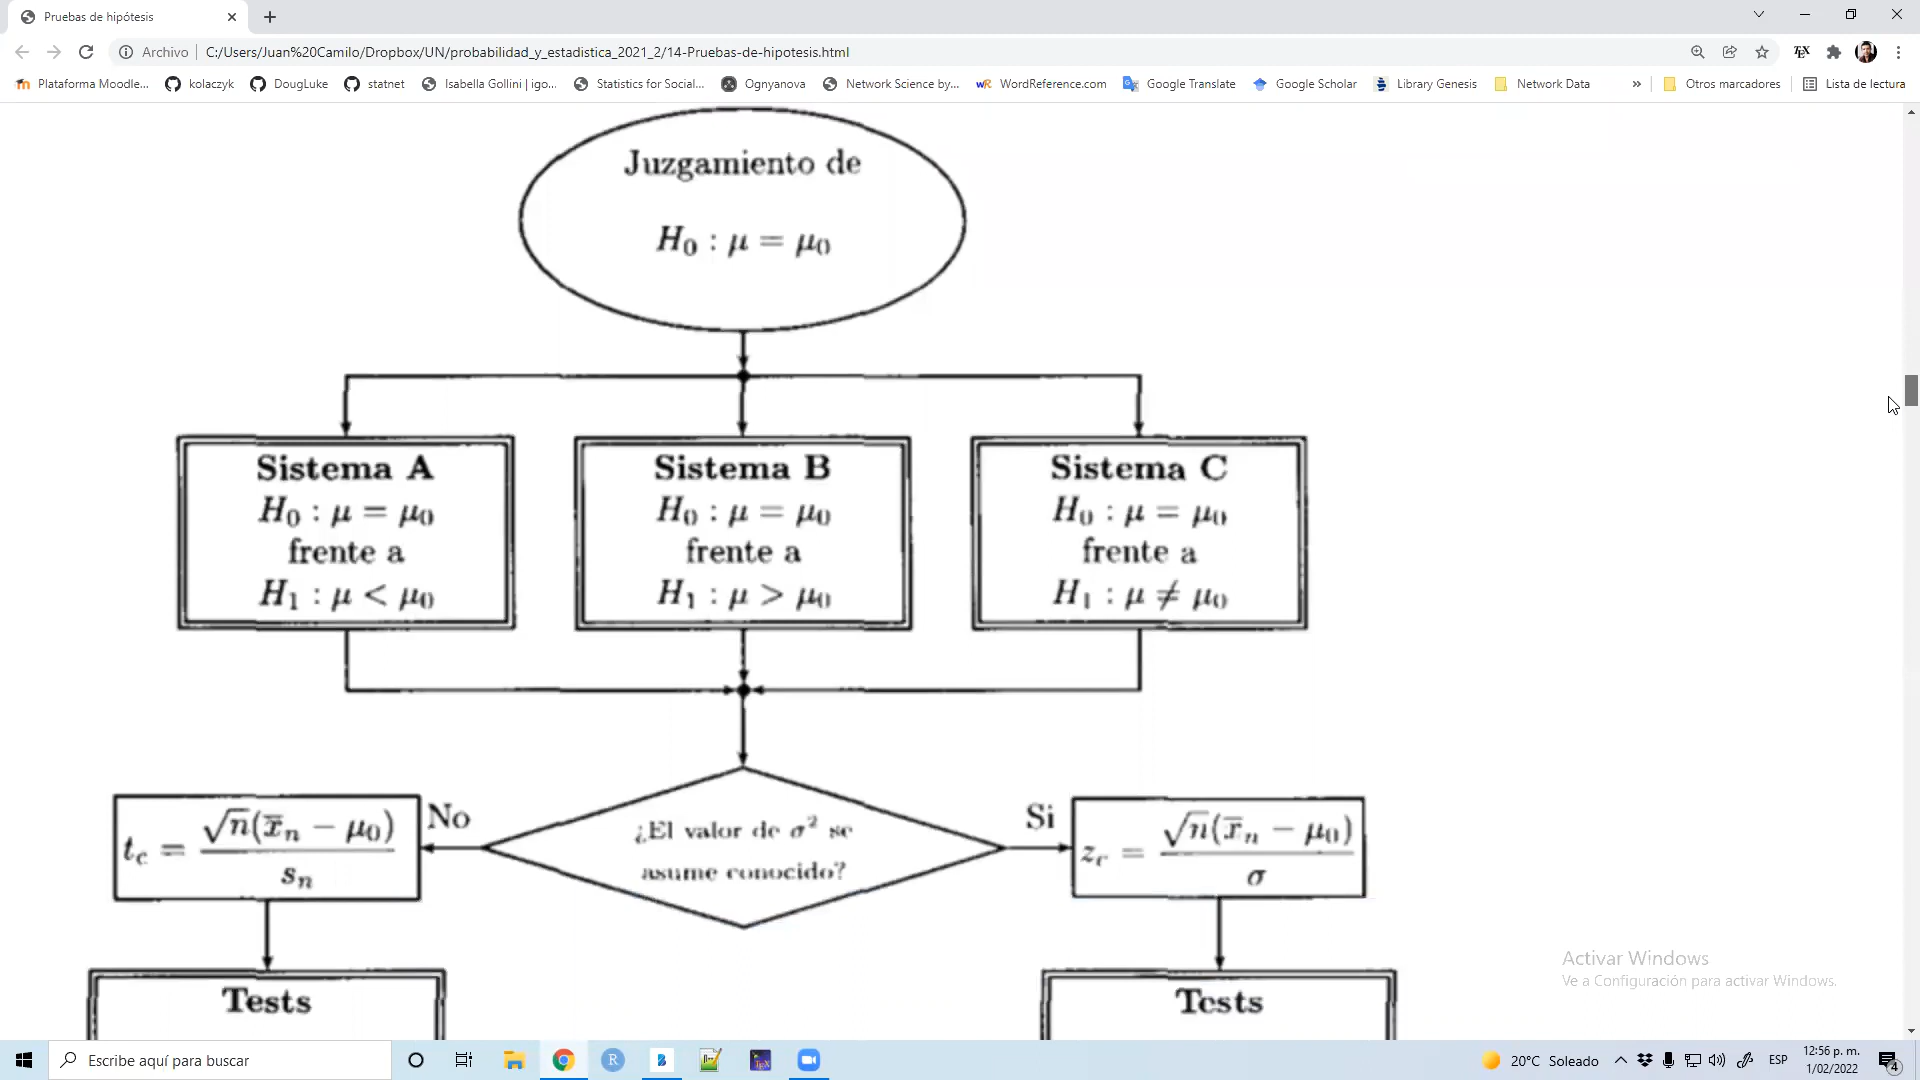 Pruebas de hipótesis
Archivo
C:/Users/Juan%20Camilo/Dropbox/UN/probabilidad_y_estadistica_2021_2/14-Pruebas-de-hipotesis.html
Plataforma Moodle...
kolaczyk
DougLuke
statnet
Isabella Gollini | igo...
Statistics for Social...
Ognyanova
Network Science by...
WordReference.com
Google Translate
Google Scholar
Library Genesis
Network Data
»
Otros marcadores
Lista de lectura
Juzgamiento de
H₀ : μ = μ₀
Sistema A
H₀ : μ = μ₀
frente a
H₁ : μ < μ₀
Sistema B
H₀ : μ = μ₀
frente a
H₁ : μ > μ₀
Sistema C
H₀ : μ = μ₀
frente a
H₁ : μ ≠ μ₀
t_c = √n(x̄_n − μ₀) / s_n
No
¿El valor de σ² se
asume conocido?
Si
z_c = √n(x̄_n − μ₀) / σ
Tests
Tests
Activar Windows
Ve a Configuración para activar Windows.
Escribe aquí para buscar
20°C Soleado
ESP
12:56 p. m.
1/02/2022
4